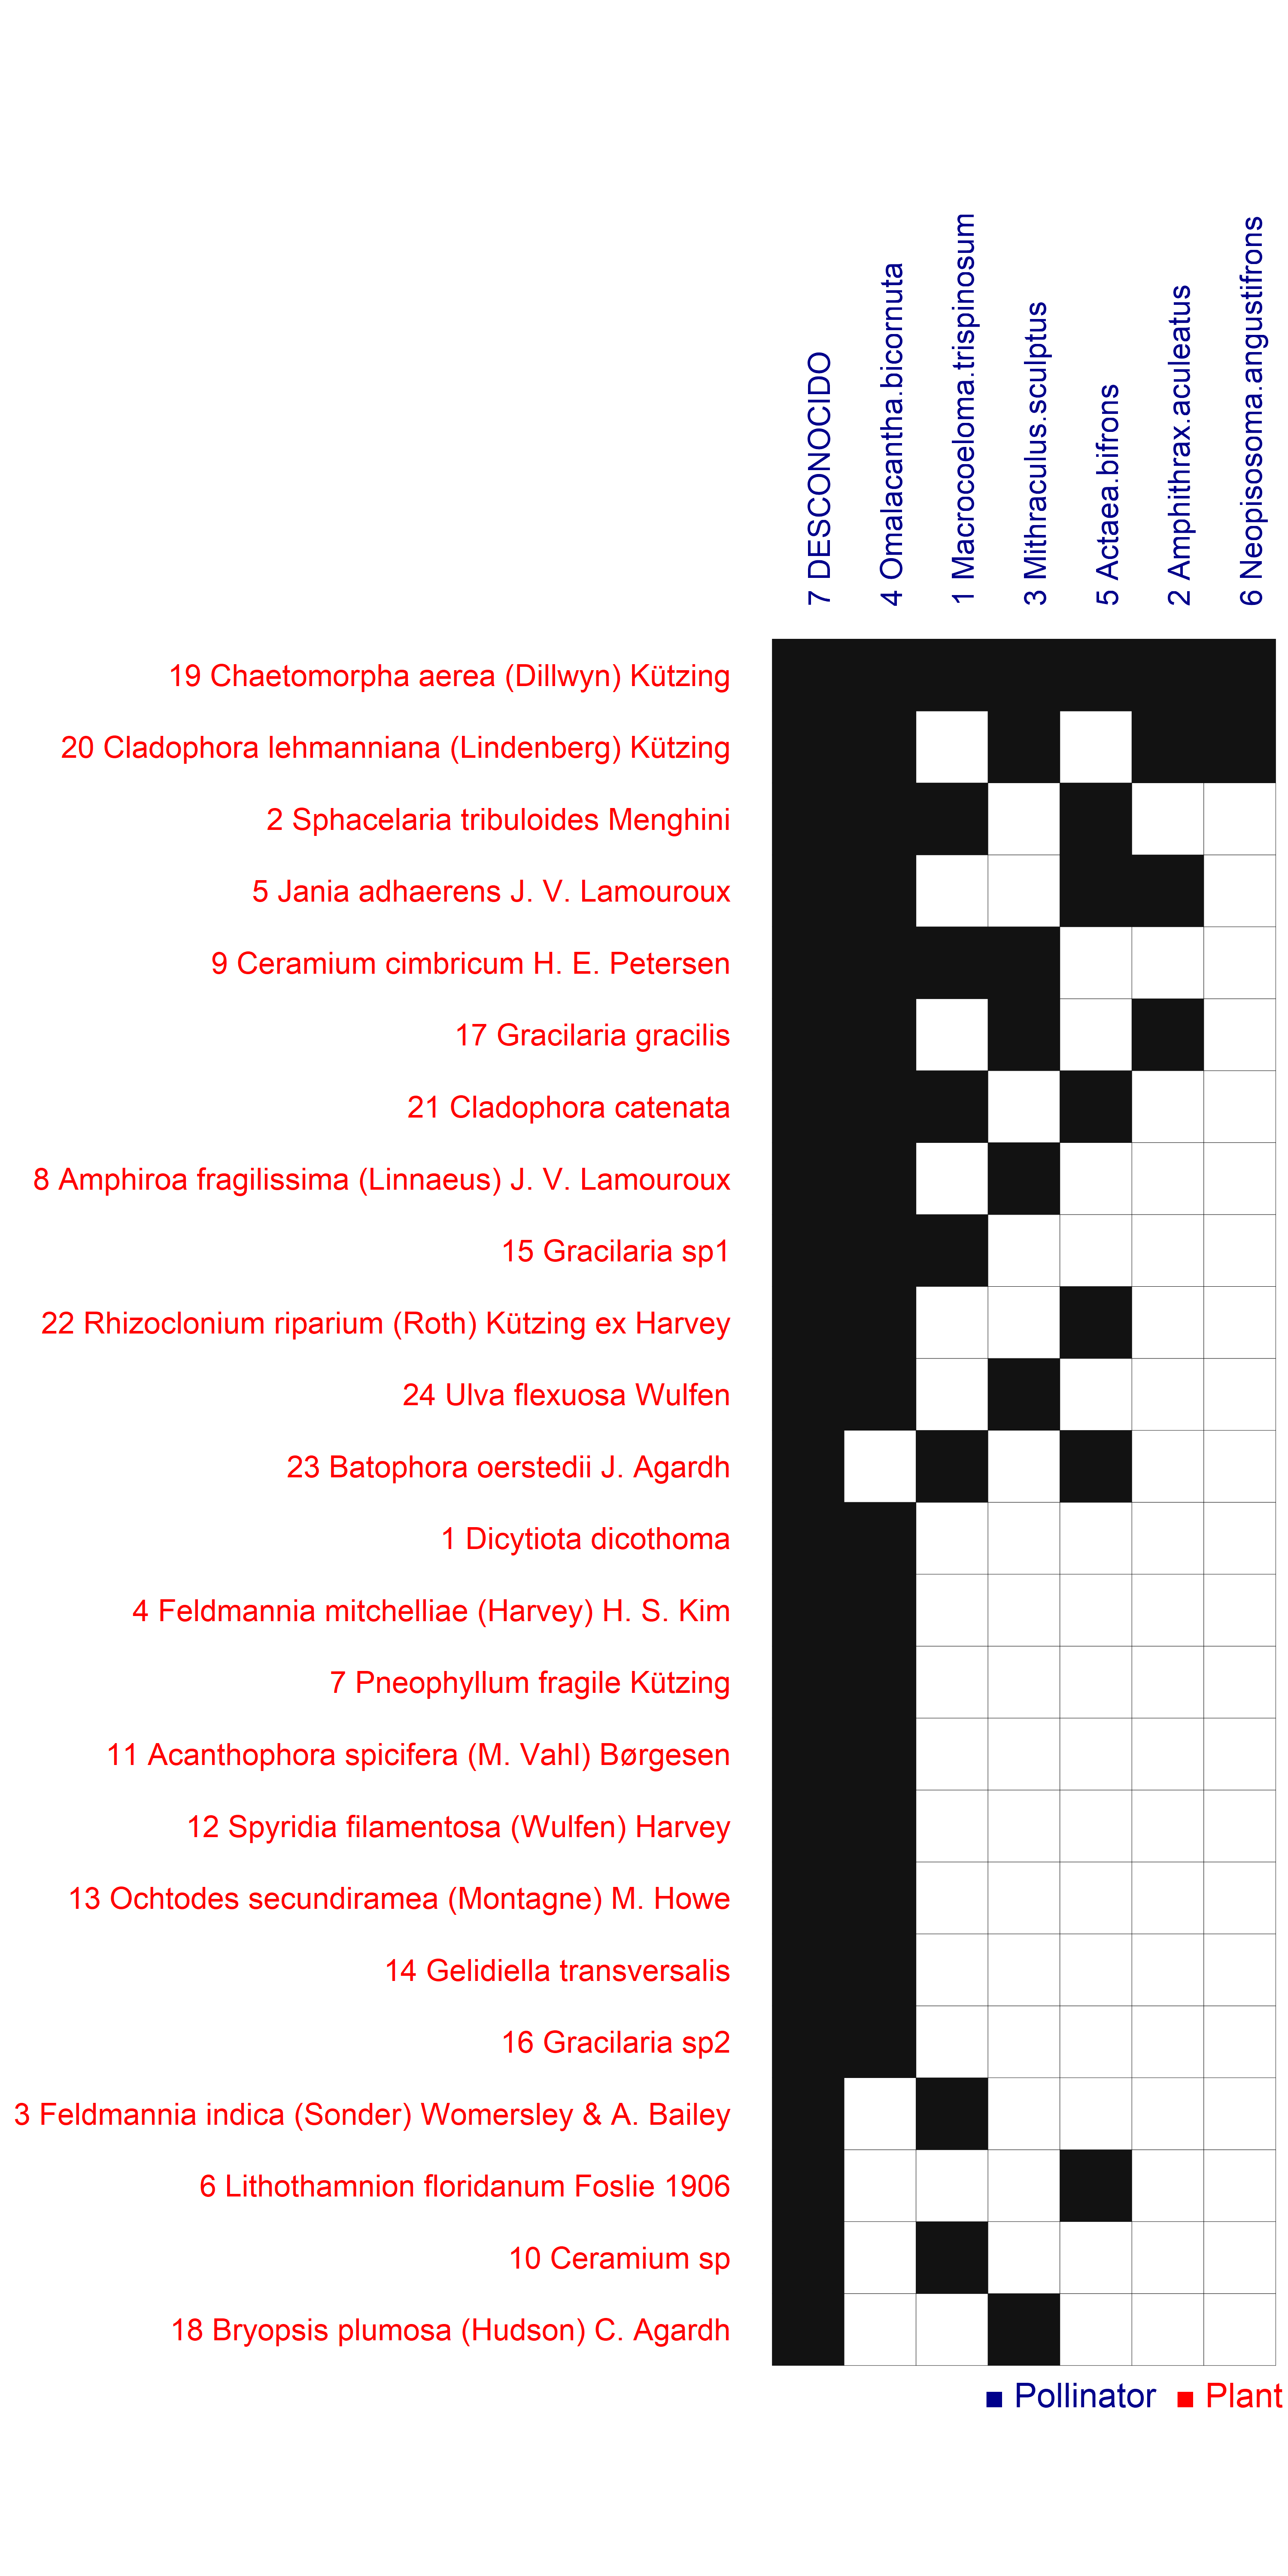 7 DESCONOCIDO
4 Omalacantha.bicornuta
1 Macrocoeloma.trispinosum
3 Mithraculus.sculptus
5 Actaea.bifrons
2 Amphithrax.aculeatus
6 Neopisosoma.angustifrons
19 Chaetomorpha aerea (Dillwyn) Kützing
20 Cladophora lehmanniana (Lindenberg) Kützing
2 Sphacelaria tribuloides Menghini
5 Jania adhaerens J. V. Lamouroux
9 Ceramium cimbricum H. E. Petersen
17 Gracilaria gracilis
21 Cladophora catenata
8 Amphiroa fragilissima (Linnaeus) J. V. Lamouroux
15 Gracilaria sp1
22 Rhizoclonium riparium (Roth) Kützing ex Harvey
24 Ulva flexuosa Wulfen
23 Batophora oerstedii J. Agardh
1 Dicytiota dicothoma
4 Feldmannia mitchelliae (Harvey) H. S. Kim
7 Pneophyllum fragile Kützing
11 Acanthophora spicifera (M. Vahl) Børgesen
12 Spyridia filamentosa (Wulfen) Harvey
13 Ochtodes secundiramea (Montagne) M. Howe
14 Gelidiella transversalis
16 Gracilaria sp2
3 Feldmannia indica (Sonder) Womersley & A. Bailey
6 Lithothamnion floridanum Foslie 1906
10 Ceramium sp
18 Bryopsis plumosa (Hudson) C. Agardh
Pollinator Plant